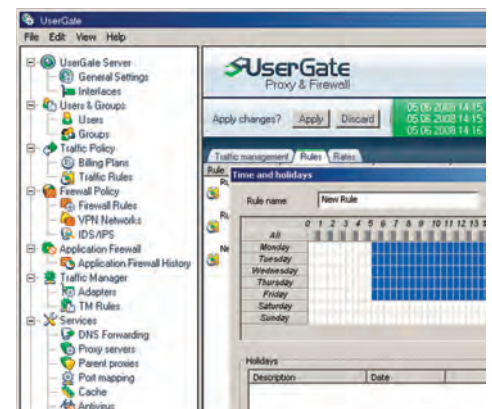 UserGate
File Edit View Help
UserGate Server
General Settings
Interfaces
Users & Groups
Users
Groups
Traffic Policy
Billing Plans
Traffic Rules
Firewall Policy
Firewall Rules
VPN Networks
IDS/IPS
Application Firewall
Application Firewall History
Traffic Manager
Adapters
TM Rules
Services
DNS Forwarding
Proxy servers
Parent proxies
Port mapping
Cache
Antivirus
UserGate
Proxy & Firewall
Apply changes? Apply Discard
05.06.2008 14:15
05.06.2008 14:15
05.06.2008 14:16
Traffic management Rules Rates
Rule
Time and holidays
Rule name New Rule
0 1 2 3 4 5 6 7 8 9 10 11 12 13
All
Monday
Tuesday
Wednesday
Thursday
Friday
Saturday
Sunday
Holidays
Description Date